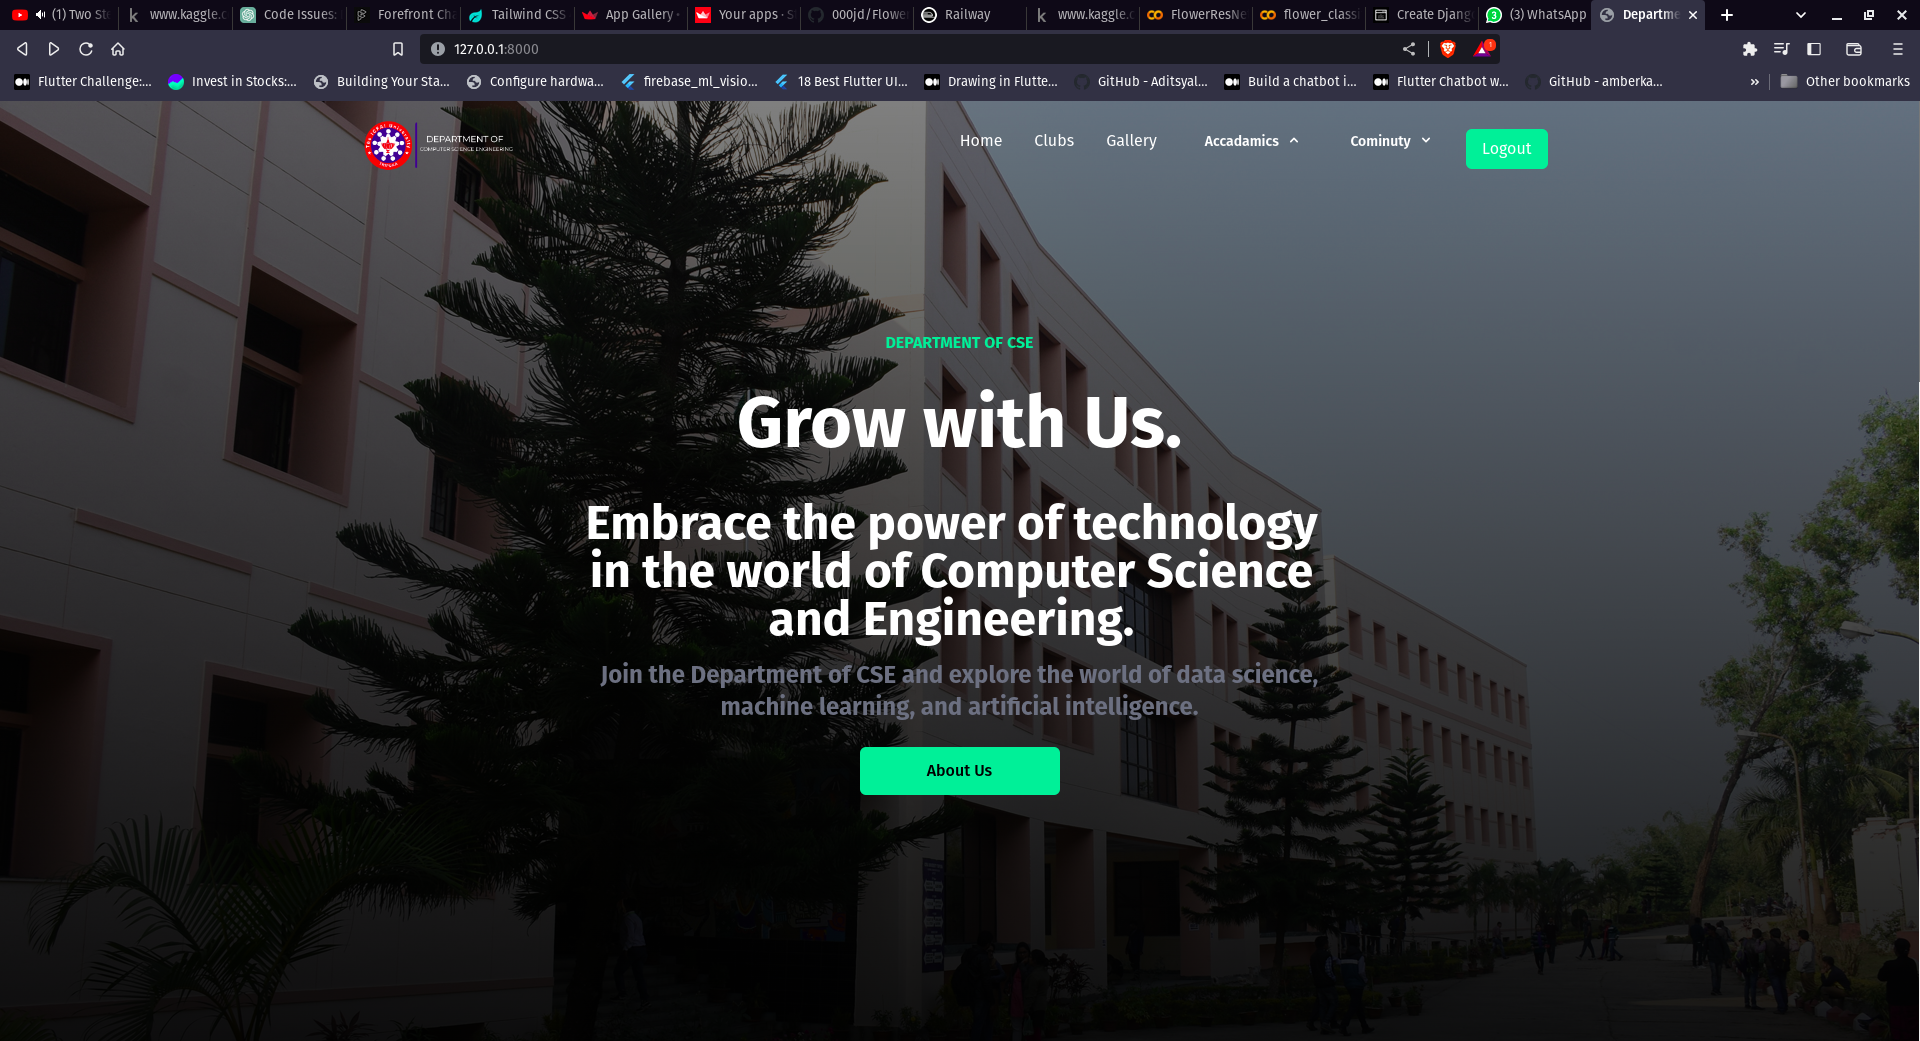 (1) Two Ste
www.kaggle.c
Code Issues:
Forefront Cha
Tailwind CSS
App Gallery ·
Your apps · S
000jd/Flower
Railway
www.kaggle.c
FlowerResNe
flower_classi
Create Djang
(3) WhatsApp
Departme
127.0.0.1:8000
Flutter Challenge:...
Invest in Stocks:...
Building Your Sta...
Configure hardwa...
firebase_ml_visio...
18 Best Flutter UI...
Drawing in Flutte...
GitHub - Aditsyal...
Build a chatbot i...
Flutter Chatbot w...
GitHub - amberka...
»
Other bookmarks
DEPARTMENT OF
COMPUTER SCIENCE ENGINEERING
Home
Clubs
Gallery
Accadamics
Cominuty
Logout
DEPARTMENT OF CSE
Grow with Us.
Embrace the power of technology
in the world of Computer Science
and Engineering.
Join the Department of CSE and explore the world of data science,
machine learning, and artificial intelligence.
About Us